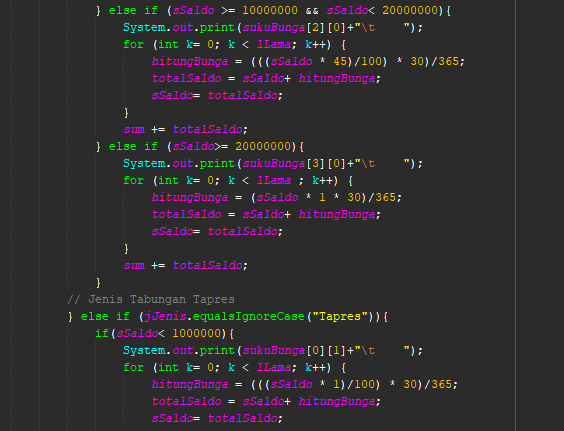 } else if (sSaldo >= 10000000 && sSaldo< 20000000){
System.out.print(sukuBunga[2][0]+"\t    ");
for (int k= 0; k < lLama; k++) {
hitungBunga = (((sSaldo * 45)/100) * 30)/365;
totalSaldo = sSaldo+ hitungBunga;
sSaldo= totalSaldo;
}
sum += totalSaldo;
} else if (sSaldo>= 20000000){
System.out.print(sukuBunga[3][0]+"\t    ");
for (int k= 0; k < lLama ; k++) {
hitungBunga = (sSaldo * 1 * 30)/365;
totalSaldo = sSaldo+ hitungBunga;
sSaldo= totalSaldo;
}
sum += totalSaldo;
}
// Jenis Tabungan Tapres
} else if (jJenis.equalsIgnoreCase("Tapres")){
if(sSaldo< 1000000){
System.out.print(sukuBunga[0][1]+"\t    ");
for (int k= 0; k < lLama; k++) {
hitungBunga = (((sSaldo * 1)/100) * 30)/365;
totalSaldo = sSaldo+ hitungBunga;
sSaldo= totalSaldo;